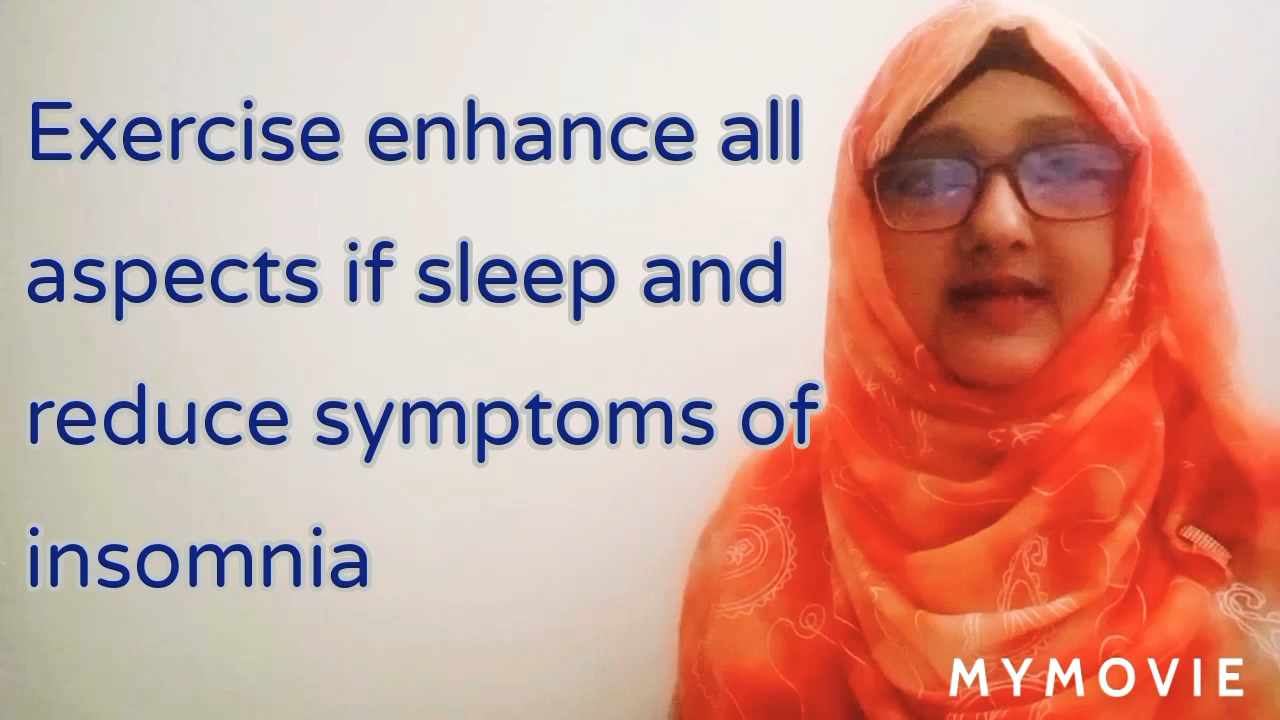 Exercise enhance all
aspects if sleep and
reduce symptoms of
insomnia
MYMOVIE